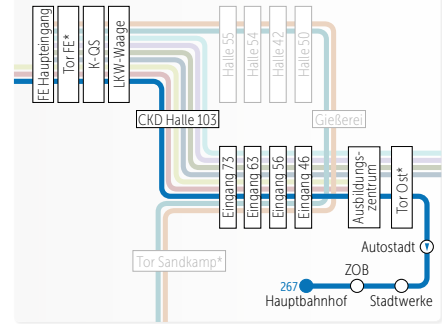 FE Haupteingang
Tor FE*
K-QS
LKW-Waage
Halle 55
Halle 54
Halle 42
Halle 50
CKD Halle 103
Gießerei
Eingang 73
Eingang 63
Eingang 56
Eingang 46
Ausbildungs-
zentrum
Tor Ost*
Tor Sandkamp*
Autostadt
ZOB
267
Hauptbahnhof
Stadtwerke